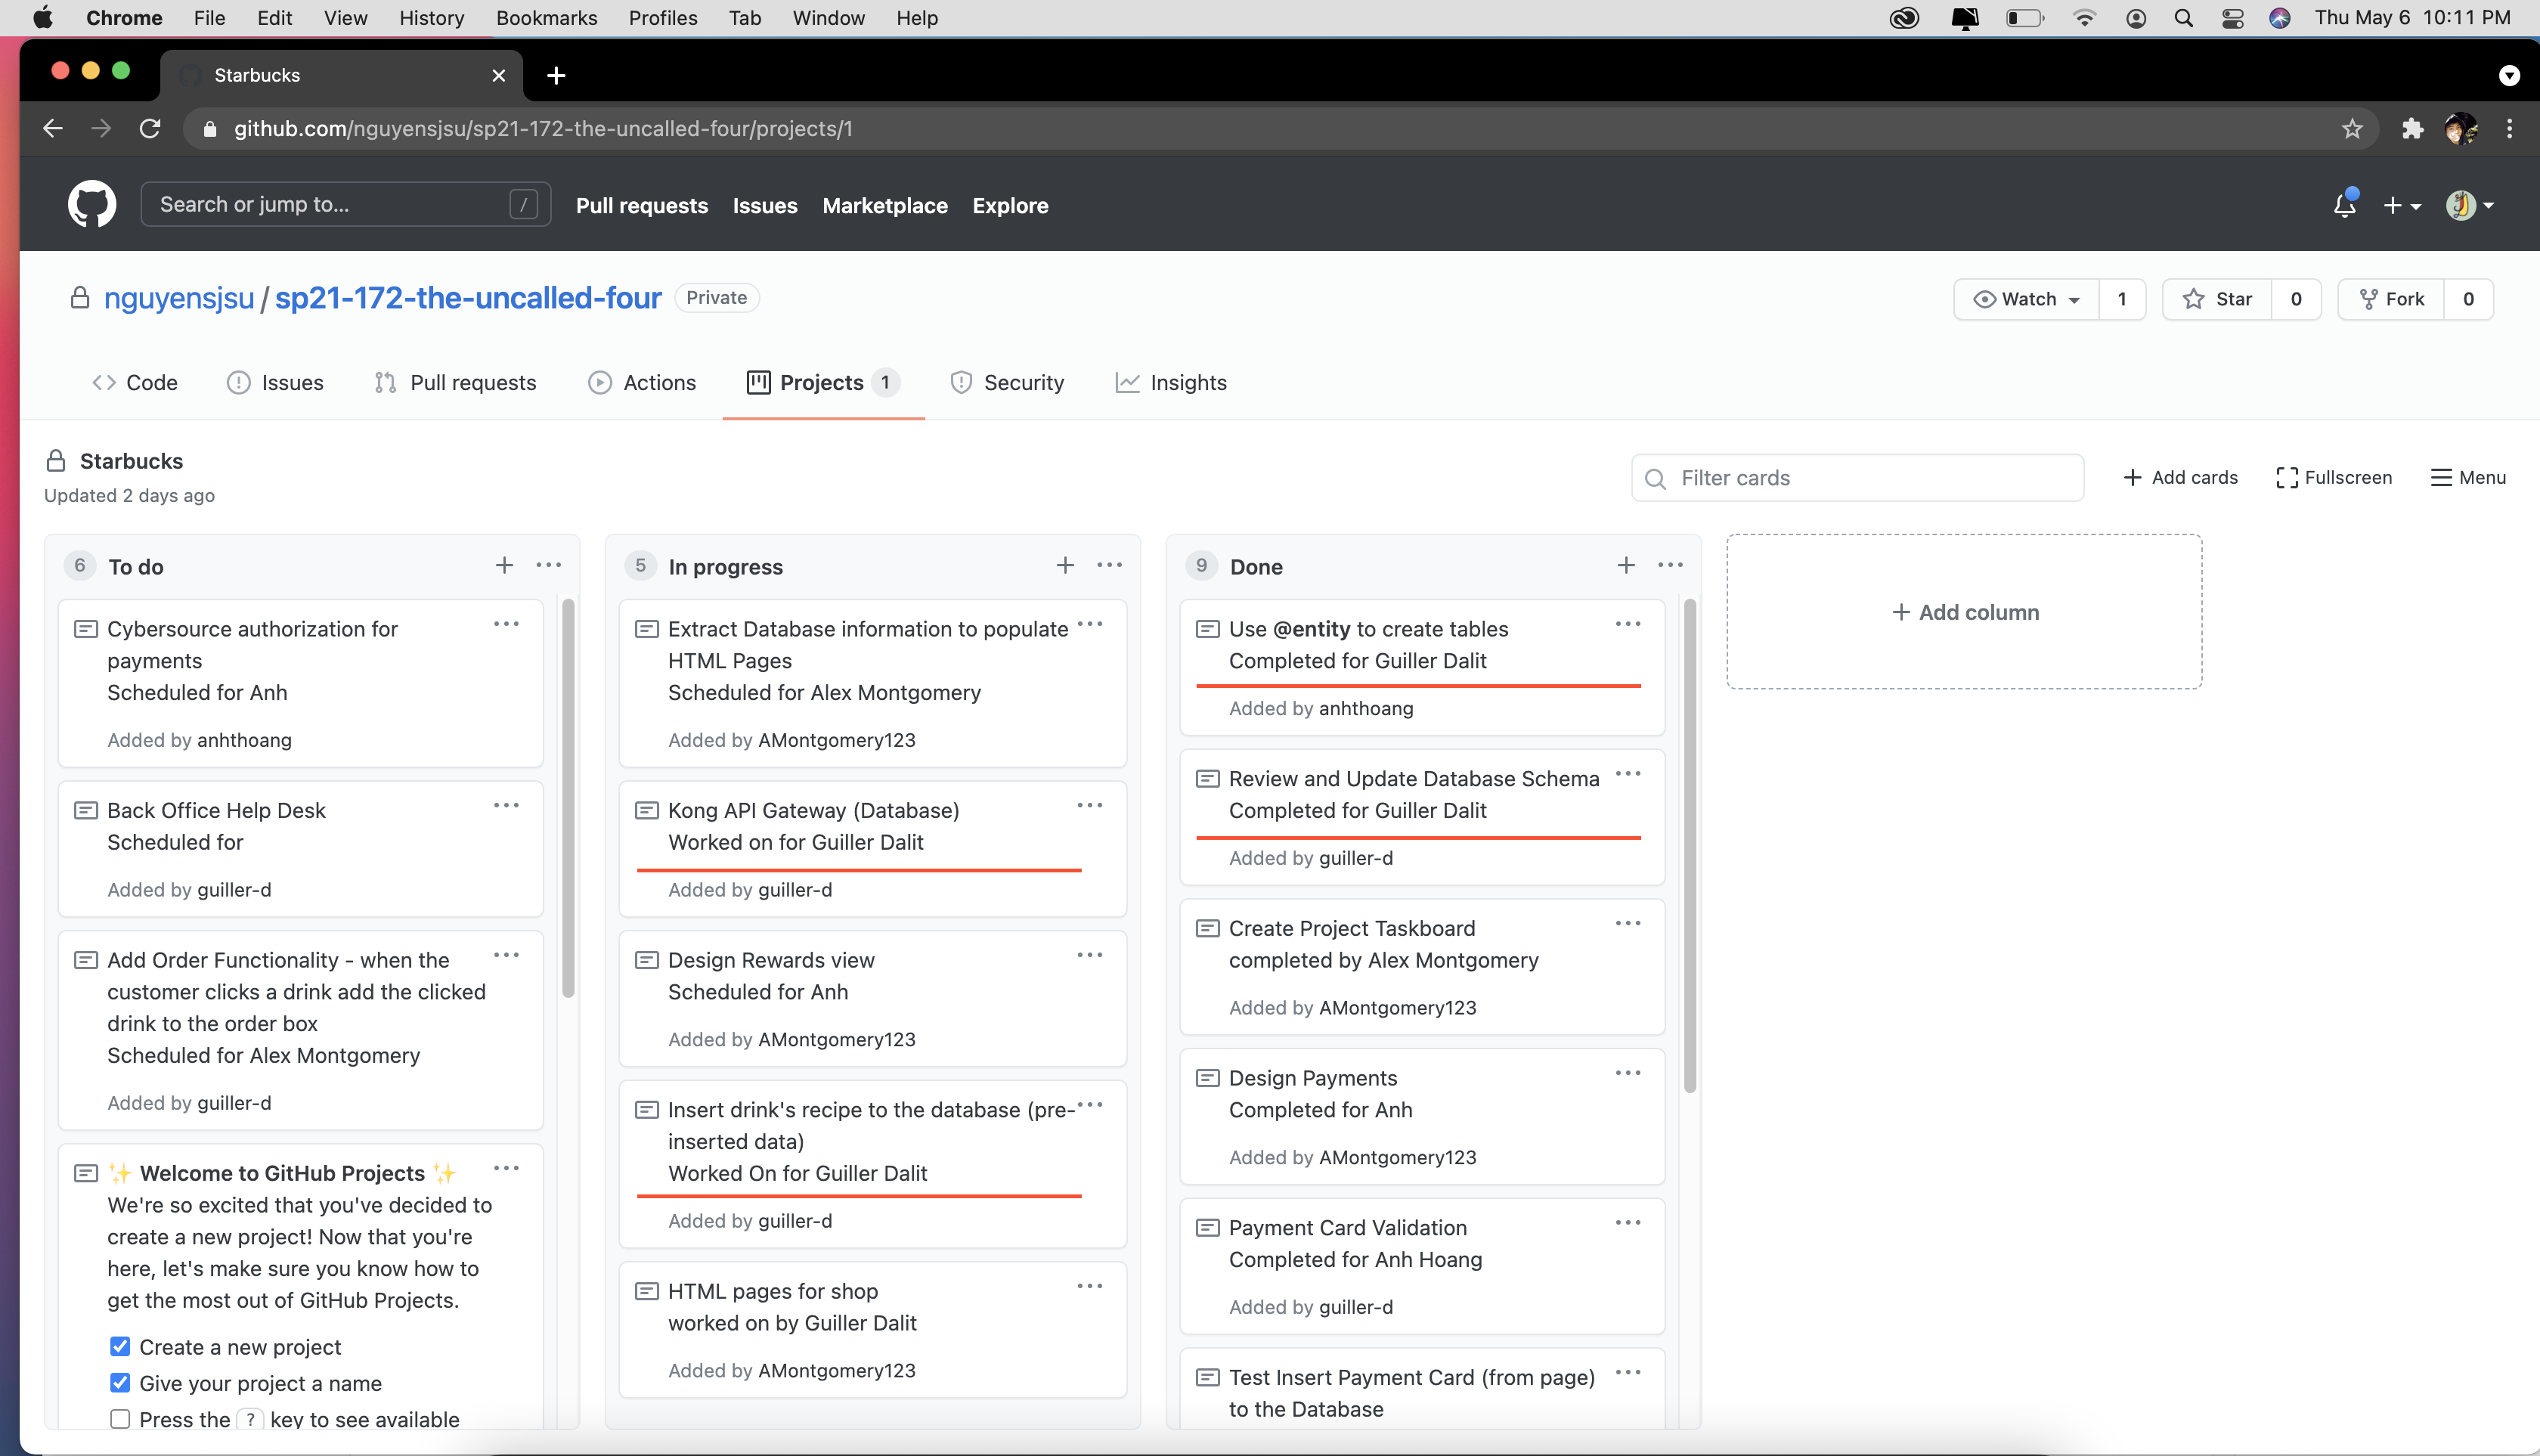 Chrome File Edit View History Bookmarks Profiles Tab Window Help Thu May 6 10:11 PM
Starbucks
github.com/nguyensjsu/sp21-172-the-uncalled-four/projects/1
Search or jump to... / Pull requests Issues Marketplace Explore
nguyensjsu / sp21-172-the-uncalled-four Private Watch 1 Star 0 Fork 0
Code Issues Pull requests Actions Projects 1 Security Insights
Starbucks
Updated 2 days ago
Filter cards + Add cards Fullscreen Menu
6 To do
Cybersource authorization for
payments
Scheduled for Anh
Added by anhthoang
Back Office Help Desk
Scheduled for
Added by guiller-d
Add Order Functionality - when the
customer clicks a drink add the clicked
drink to the order box
Scheduled for Alex Montgomery
Added by guiller-d
✨ Welcome to GitHub Projects ✨
We're so excited that you've decided to
create a new project! Now that you're
here, let's make sure you know how to
get the most out of GitHub Projects.
Create a new project
Give your project a name
Press the ? key to see available
5 In progress
Extract Database information to populate
HTML Pages
Scheduled for Alex Montgomery
Added by AMontgomery123
Kong API Gateway (Database)
Worked on for Guiller Dalit
Added by guiller-d
Design Rewards view
Scheduled for Anh
Added by AMontgomery123
Insert drink's recipe to the database (pre-
inserted data)
Worked On for Guiller Dalit
Added by guiller-d
HTML pages for shop
worked on by Guiller Dalit
Added by AMontgomery123
9 Done
Use @entity to create tables
Completed for Guiller Dalit
Added by anhthoang
Review and Update Database Schema
Completed for Guiller Dalit
Added by guiller-d
Create Project Taskboard
completed by Alex Montgomery
Added by AMontgomery123
Design Payments
Completed for Anh
Added by AMontgomery123
Payment Card Validation
Completed for Anh Hoang
Added by guiller-d
Test Insert Payment Card (from page)
to the Database
+ Add column